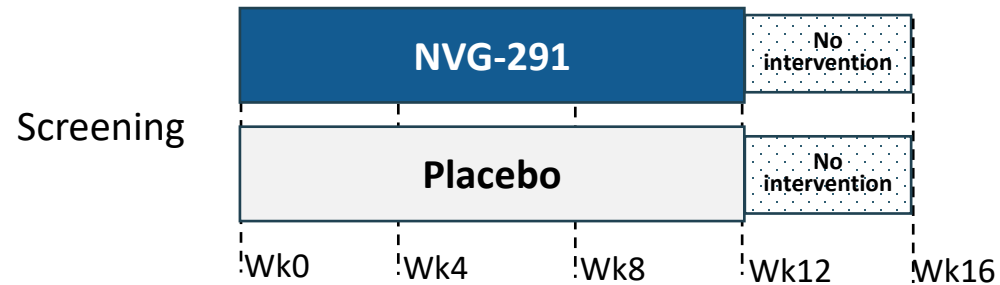 NVG-291
No
intervention
Screening
Placebo
No
intervention
Wk0
Wk4
Wk8
Wk12
Wk16